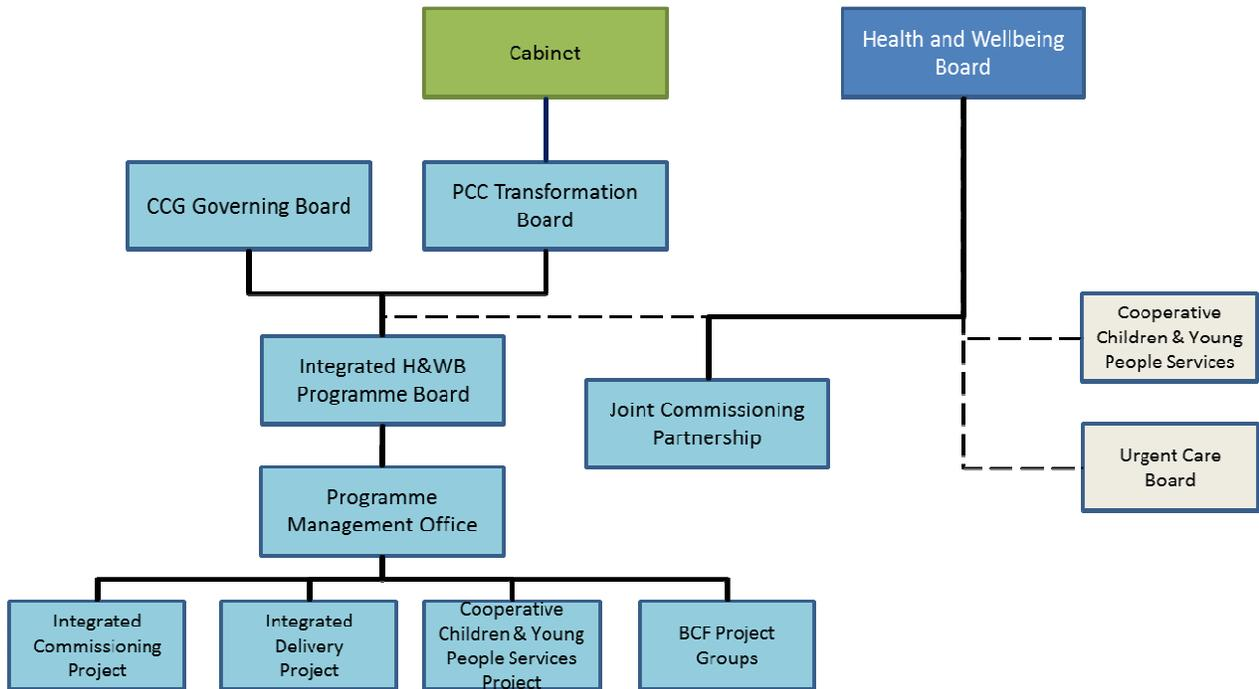 Cabinet
Health and Wellbeing
Board
CCG Governing Board
PCC Transformation
Board
Cooperative
Children & Young
People Services
Integrated H&WB
Programme Board
Joint Commissioning
Partnership
Urgent Care
Board
Programme
Management Office
Integrated
Commissioning
Project
Integrated
Delivery
Project
Cooperative
Children & Young
People Services
Project
BCF Project
Groups